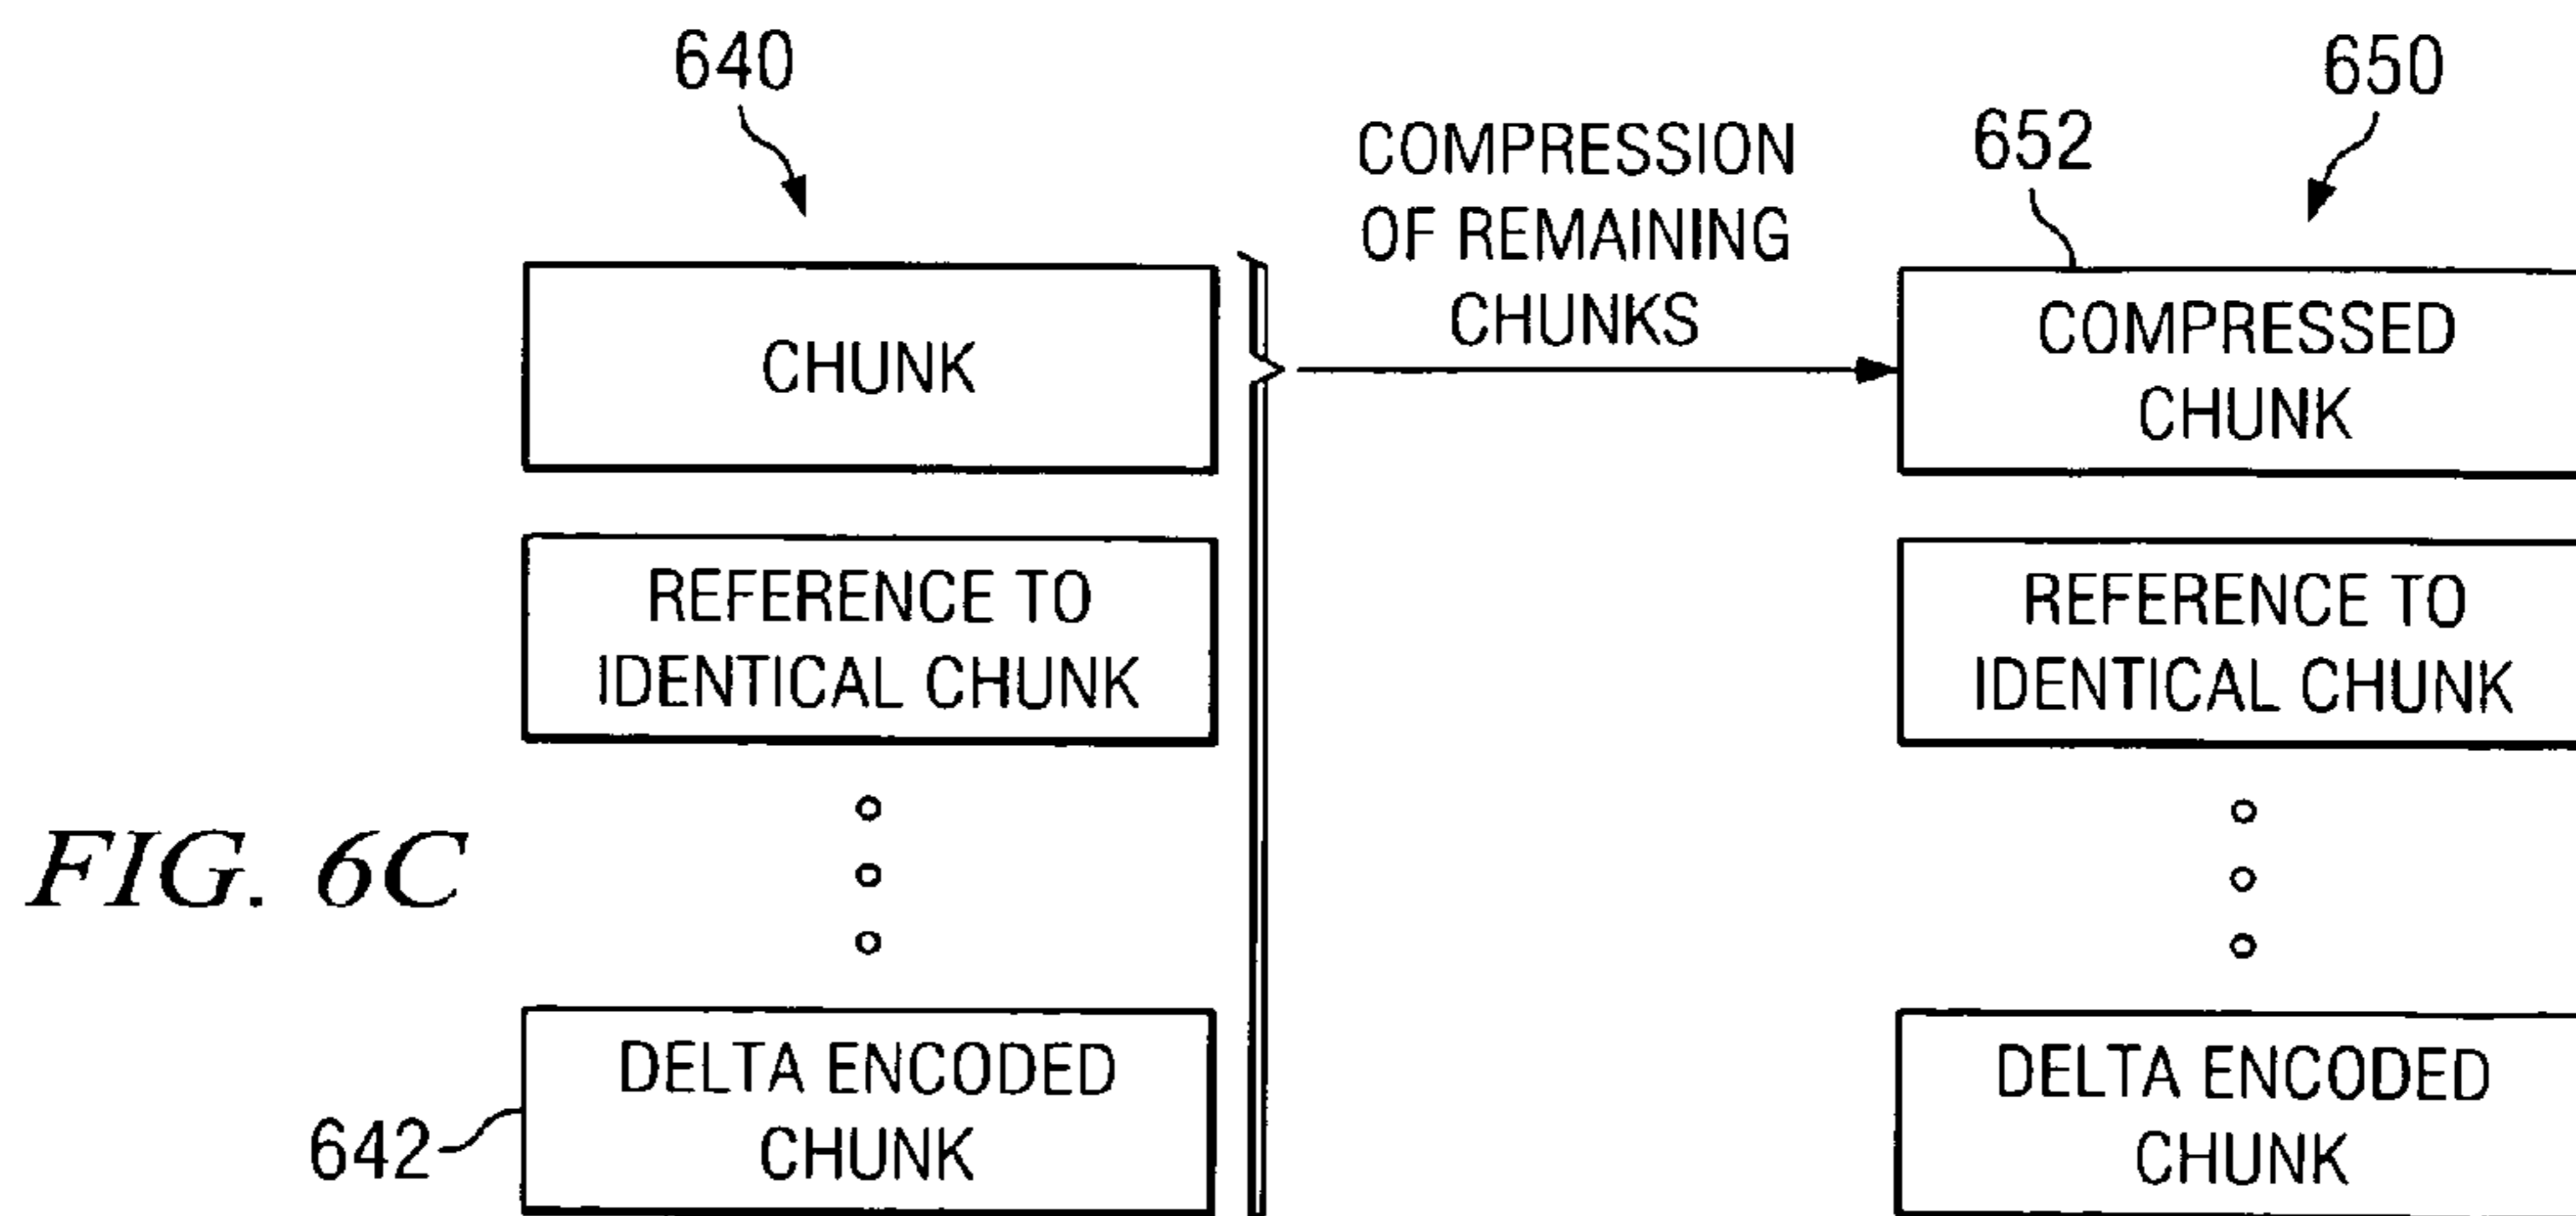 640
650
652
COMPRESSION
OF REMAINING
CHUNKS
CHUNK
COMPRESSED
CHUNK
REFERENCE TO
IDENTICAL CHUNK
REFERENCE TO
IDENTICAL CHUNK
FIG. 6C
DELTA ENCODED
CHUNK
642
DELTA ENCODED
CHUNK